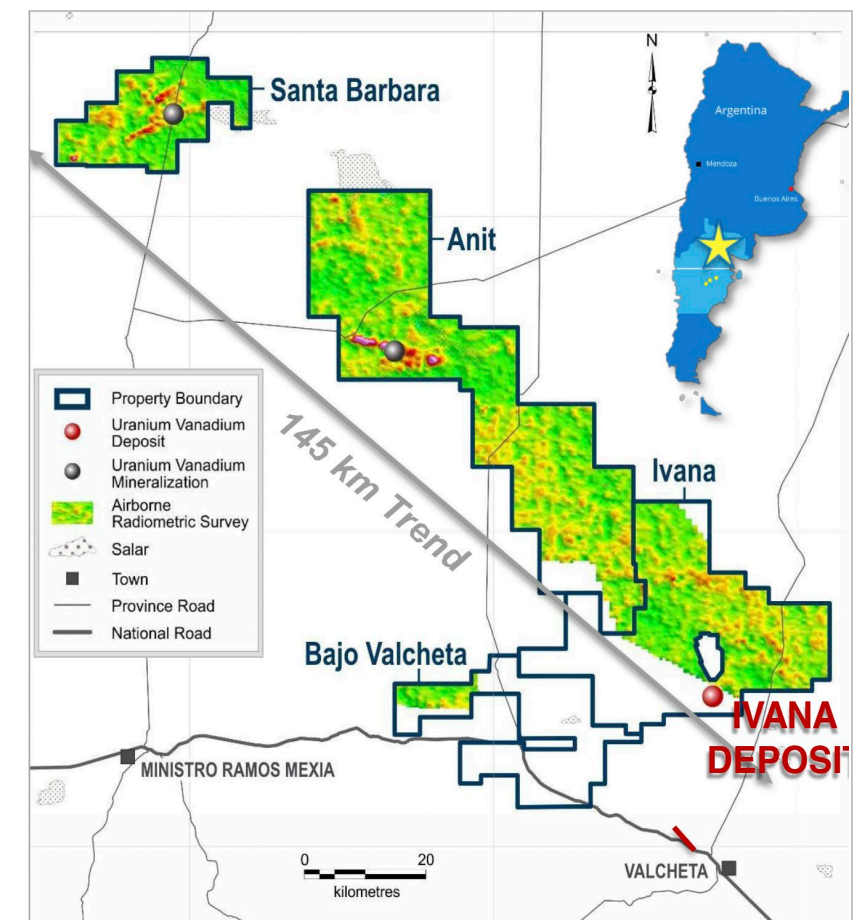 Santa Barbara
N
Argentina
Mendoza
Buenos Aires
Anit
Property Boundary
Uranium Vanadium
Deposit
Uranium Vanadium
Mineralization
Airborne
Radiometric Survey
Salar
Town
Province Road
National Road
145 km Trend
Ivana
Bajo Valcheta
IVANA
DEPOSIT
MINISTRO RAMOS MEXIA
0 20
kilometres
VALCHETA